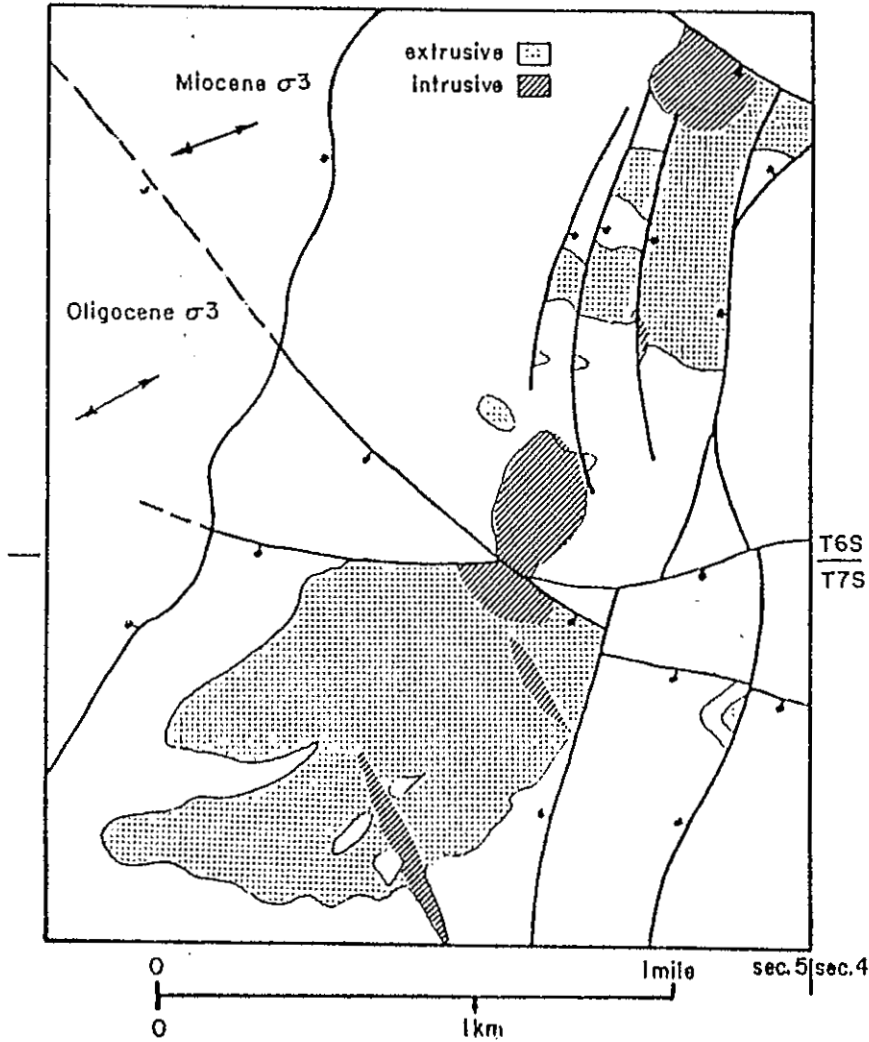 extrusive
intrusive
Miocene σ3
Oligocene σ3
T6S
T7S
0 1mile sec.5 sec.4
0 1km